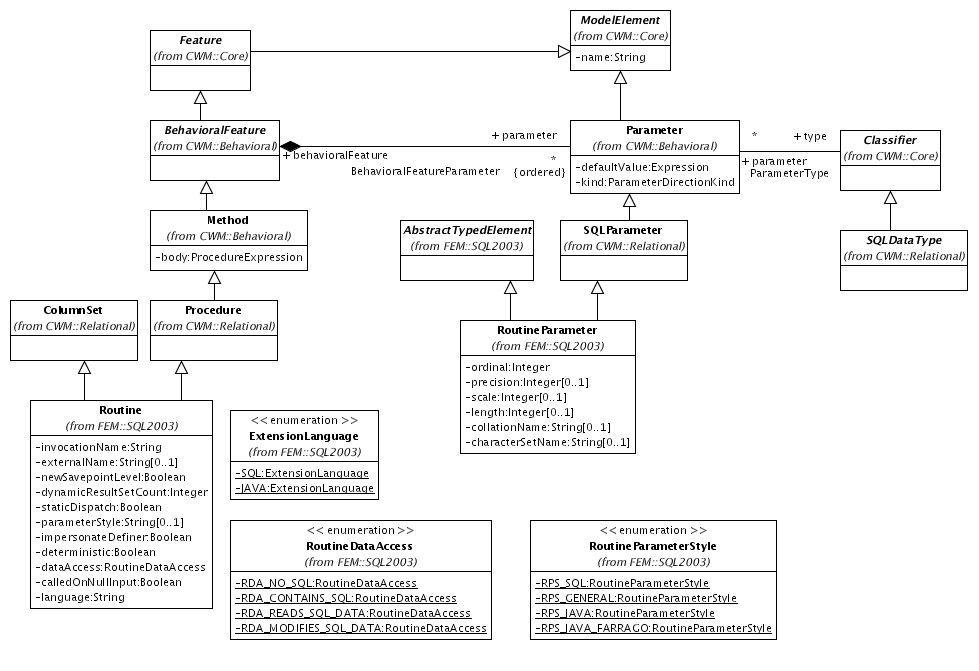 ModelElement
(from CWM::Core)
-name:String
Feature
(from CWM::Core)
BehavioralFeature
(from CWM::Behavioral)
+ behavioralFeature
BehavioralFeatureParameter
+ parameter
*
{ordered}
Parameter
(from CWM::Behavioral)
-defaultValue:Expression
-kind:ParameterDirectionKind
*
+ type
+ parameter
ParameterType
Classifier
(from CWM::Core)
Method
(from CWM::Behavioral)
-body:ProcedureExpression
AbstractTypedElement
(from FEM::SQL2003)
SQLParameter
(from CWM::Relational)
SQLDataType
(from CWM::Relational)
ColumnSet
(from CWM::Relational)
Procedure
(from CWM::Relational)
RoutineParameter
(from FEM::SQL2003)
-ordinal:Integer
-precision:Integer[0..1]
-scale:Integer[0..1]
-length:Integer[0..1]
-collationName:String[0..1]
-characterSetName:String[0..1]
Routine
(from FEM::SQL2003)
-invocationName:String
-externalName:String[0..1]
-newSavepointLevel:Boolean
-dynamicResultSetCount:Integer
-staticDispatch:Boolean
-parameterStyle:String[0..1]
-impersonateDefiner:Boolean
-deterministic:Boolean
-dataAccess:RoutineDataAccess
-calledOnNullInput:Boolean
-language:String
<< enumeration >>
ExtensionLanguage
(from FEM::SQL2003)
-SQL:ExtensionLanguage
-JAVA:ExtensionLanguage
<< enumeration >>
RoutineDataAccess
(from FEM::SQL2003)
-RDA_NO_SQL:RoutineDataAccess
-RDA_CONTAINS_SQL:RoutineDataAccess
-RDA_READS_SQL_DATA:RoutineDataAccess
-RDA_MODIFIES_SQL_DATA:RoutineDataAccess
<< enumeration >>
RoutineParameterStyle
(from FEM::SQL2003)
-RPS_SQL:RoutineParameterStyle
-RPS_GENERAL:RoutineParameterStyle
-RPS_JAVA:RoutineParameterStyle
-RPS_JAVA_FARRAGO:RoutineParameterStyle